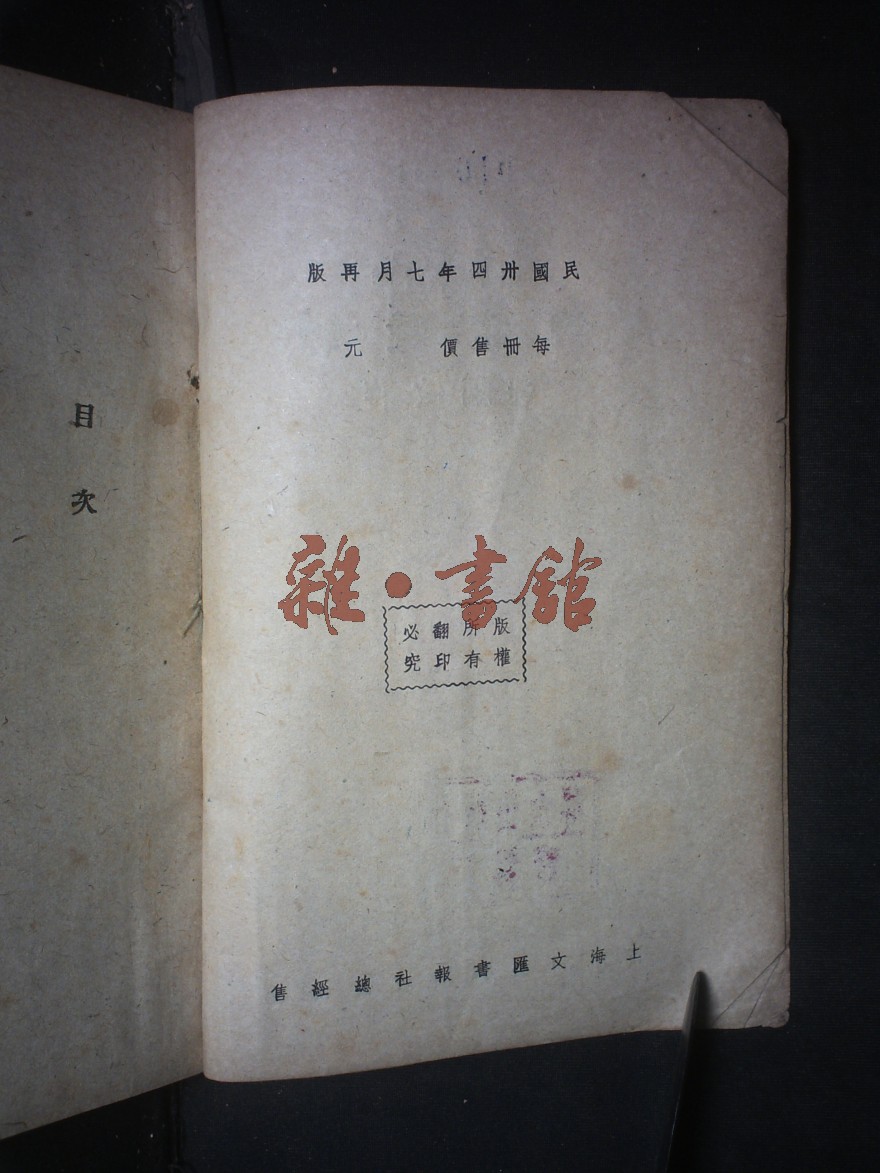 民國卅四年七月再版
每冊售價　　元
雜·書館
版權
所有
翻印
必究
上海文匯書報社總經售
目次